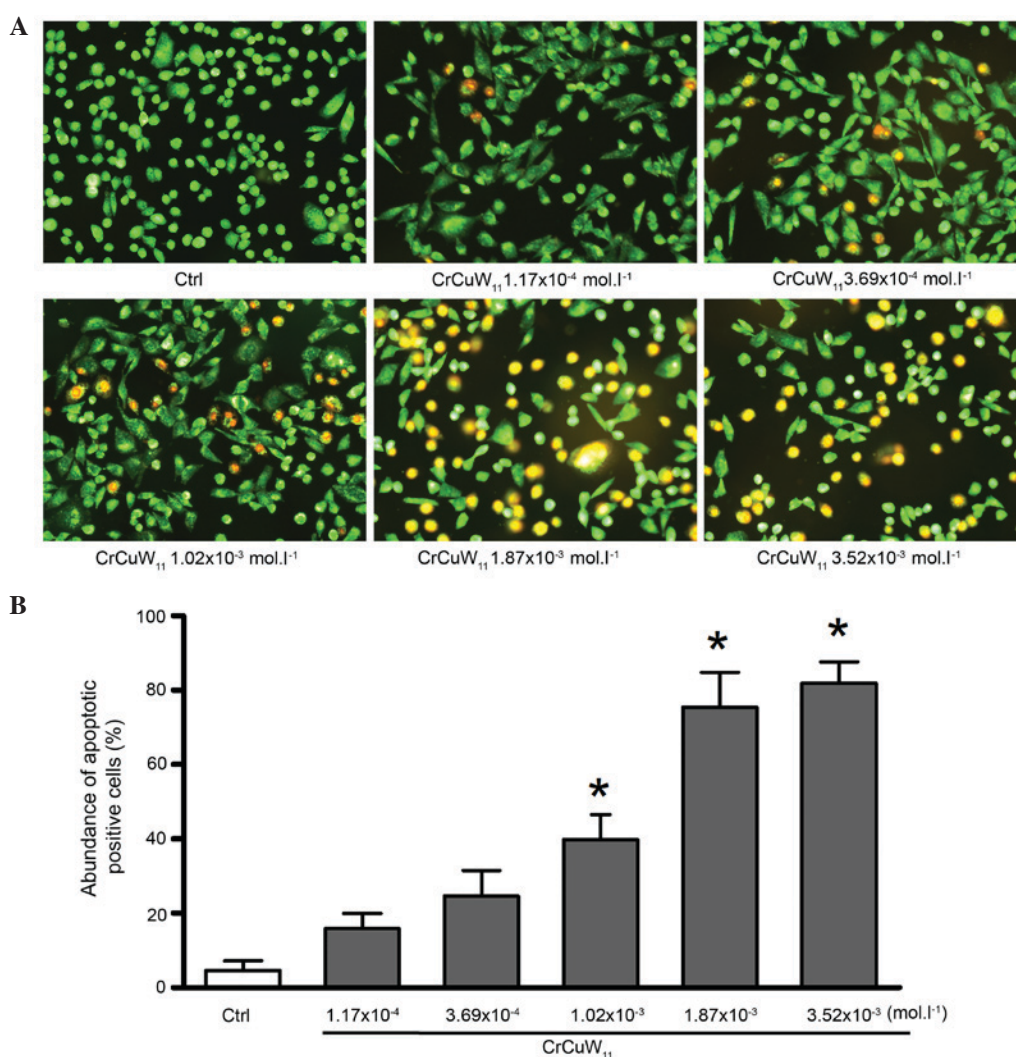 A
Ctrl
CrCuW₁₁ 1.17x10⁻⁴ mol.l⁻¹
CrCuW₁₁ 3.69x10⁻⁴ mol.l⁻¹
CrCuW₁₁ 1.02x10⁻³ mol.l⁻¹
CrCuW₁₁ 1.87x10⁻³ mol.l⁻¹
CrCuW₁₁ 3.52x10⁻³ mol.l⁻¹
B
Abundance of apoptotic
positive cells (%)
100
80
60
40
20
0
* * *
Ctrl 1.17x10⁻⁴ 3.69x10⁻⁴ 1.02x10⁻³ 1.87x10⁻³ 3.52x10⁻³ (mol.l⁻¹)
CrCuW₁₁